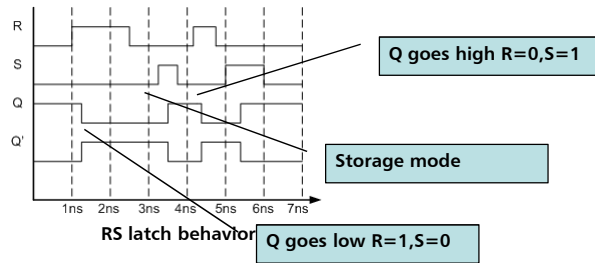 R
S
Q
Q'
Q goes high R=0,S=1
Storage mode
1ns 2ns 3ns 4ns 5ns 6ns 7ns
RS latch behavior
Q goes low R=1,S=0